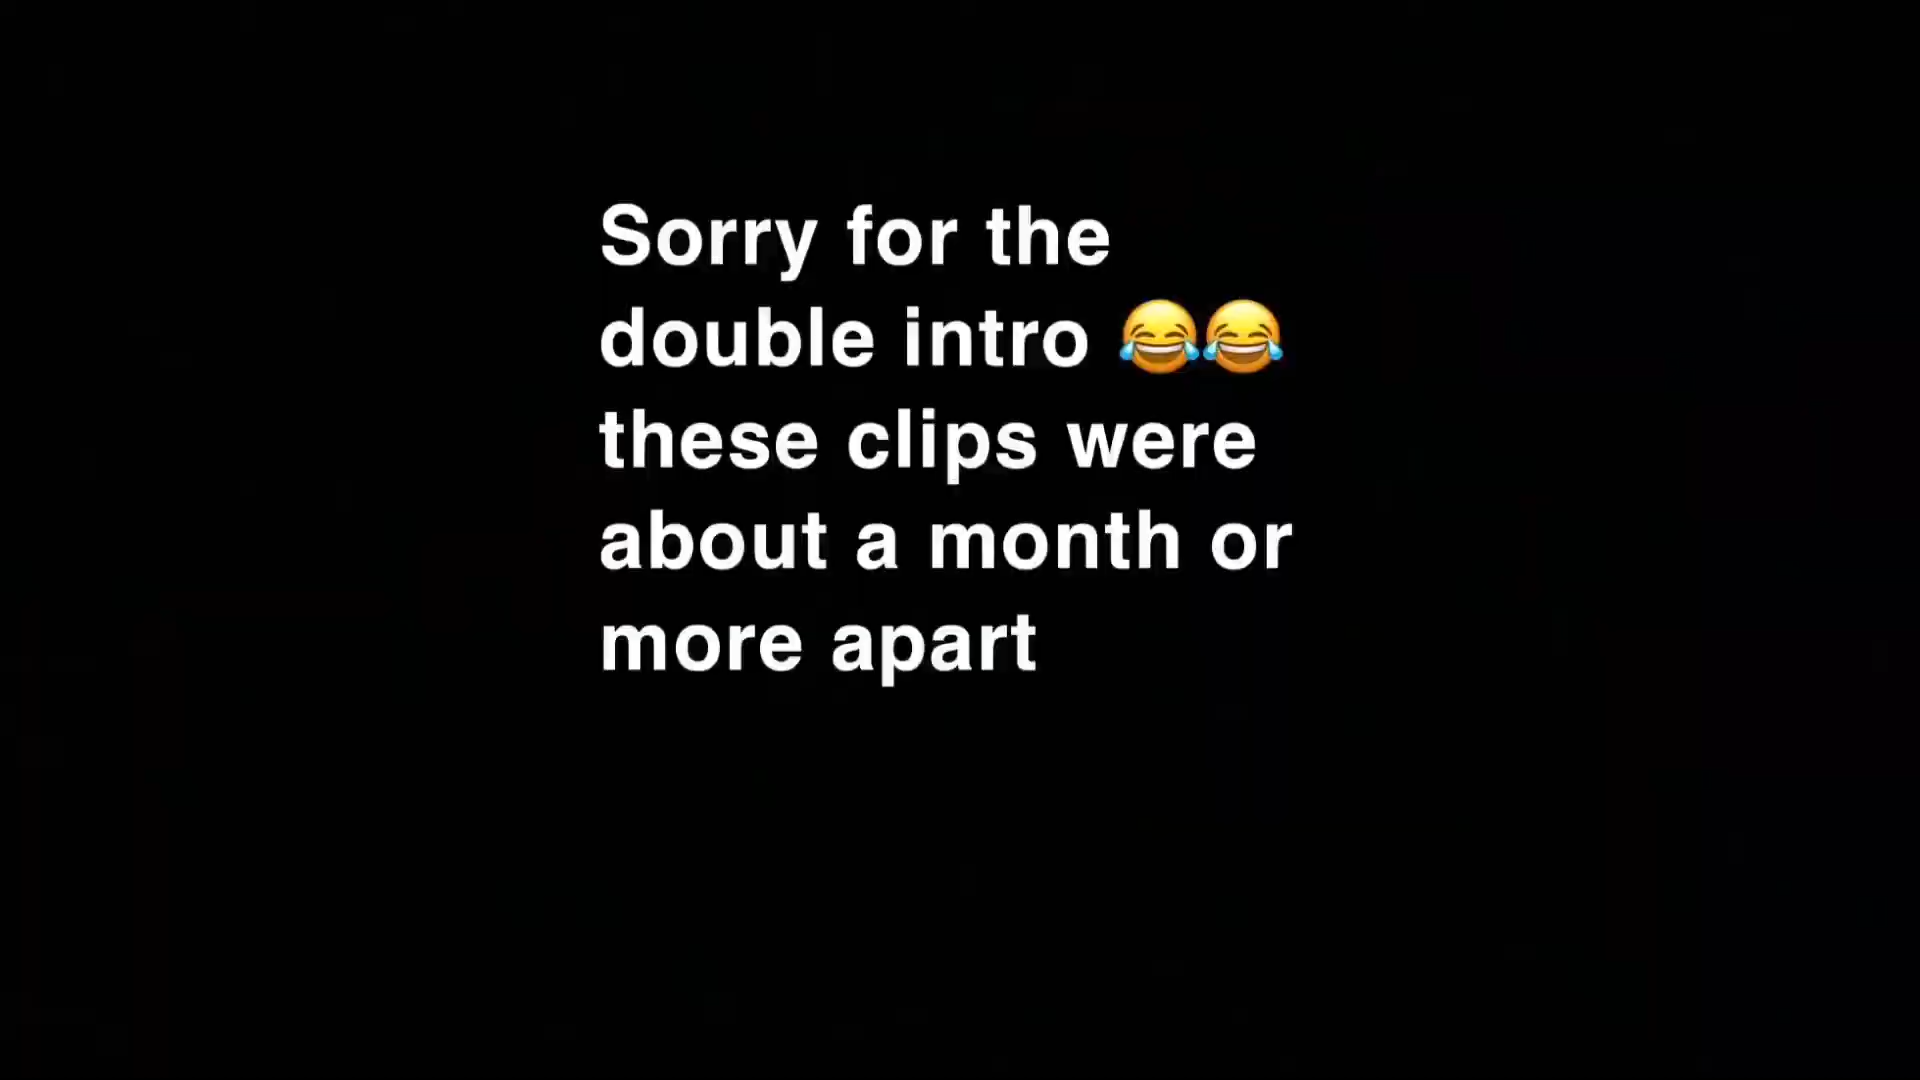 Sorry for the
double intro 😂😂
these clips were
about a month or
more apart